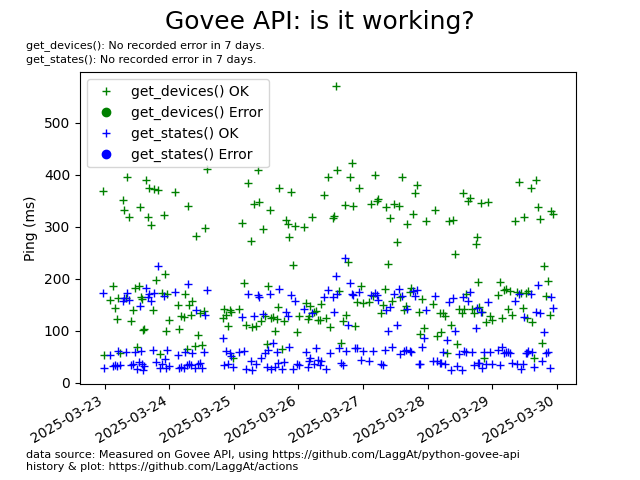 Govee API: is it working?
get_devices(): No recorded error in 7 days.
get_states(): No recorded error in 7 days.
get_devices() OK
get_devices() Error
get_states() OK
get_states() Error
Ping (ms)
500
400
300
200
100
0
2025-03-23
2025-03-24
2025-03-25
2025-03-26
2025-03-27
2025-03-28
2025-03-29
2025-03-30
data source: Measured on Govee API, using https://github.com/LaggAt/python-govee-api
history & plot: https://github.com/LaggAt/actions